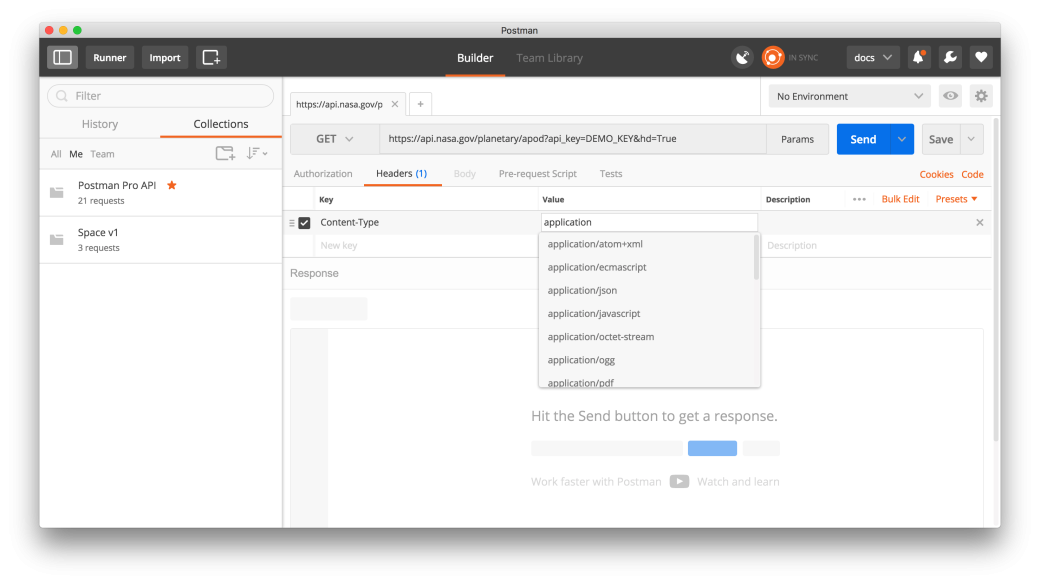 Postman
Runner Import Builder Team Library IN SYNC docs
Filter
History Collections
All Me Team
Postman Pro API
21 requests
Space v1
3 requests
https://api.nasa.gov/p
No Environment
GET https://api.nasa.gov/planetary/apod?api_key=DEMO_KEY&hd=True Params Send Save
Authorization Headers (1) Body Pre-request Script Tests Cookies Code
Key Value Description Bulk Edit Presets
Content-Type application
New key Description
application/atom+xml
application/ecmascript
application/json
application/javascript
application/octet-stream
application/ogg
application/pdf
Response
Hit the Send button to get a response.
Work faster with Postman Watch and learn